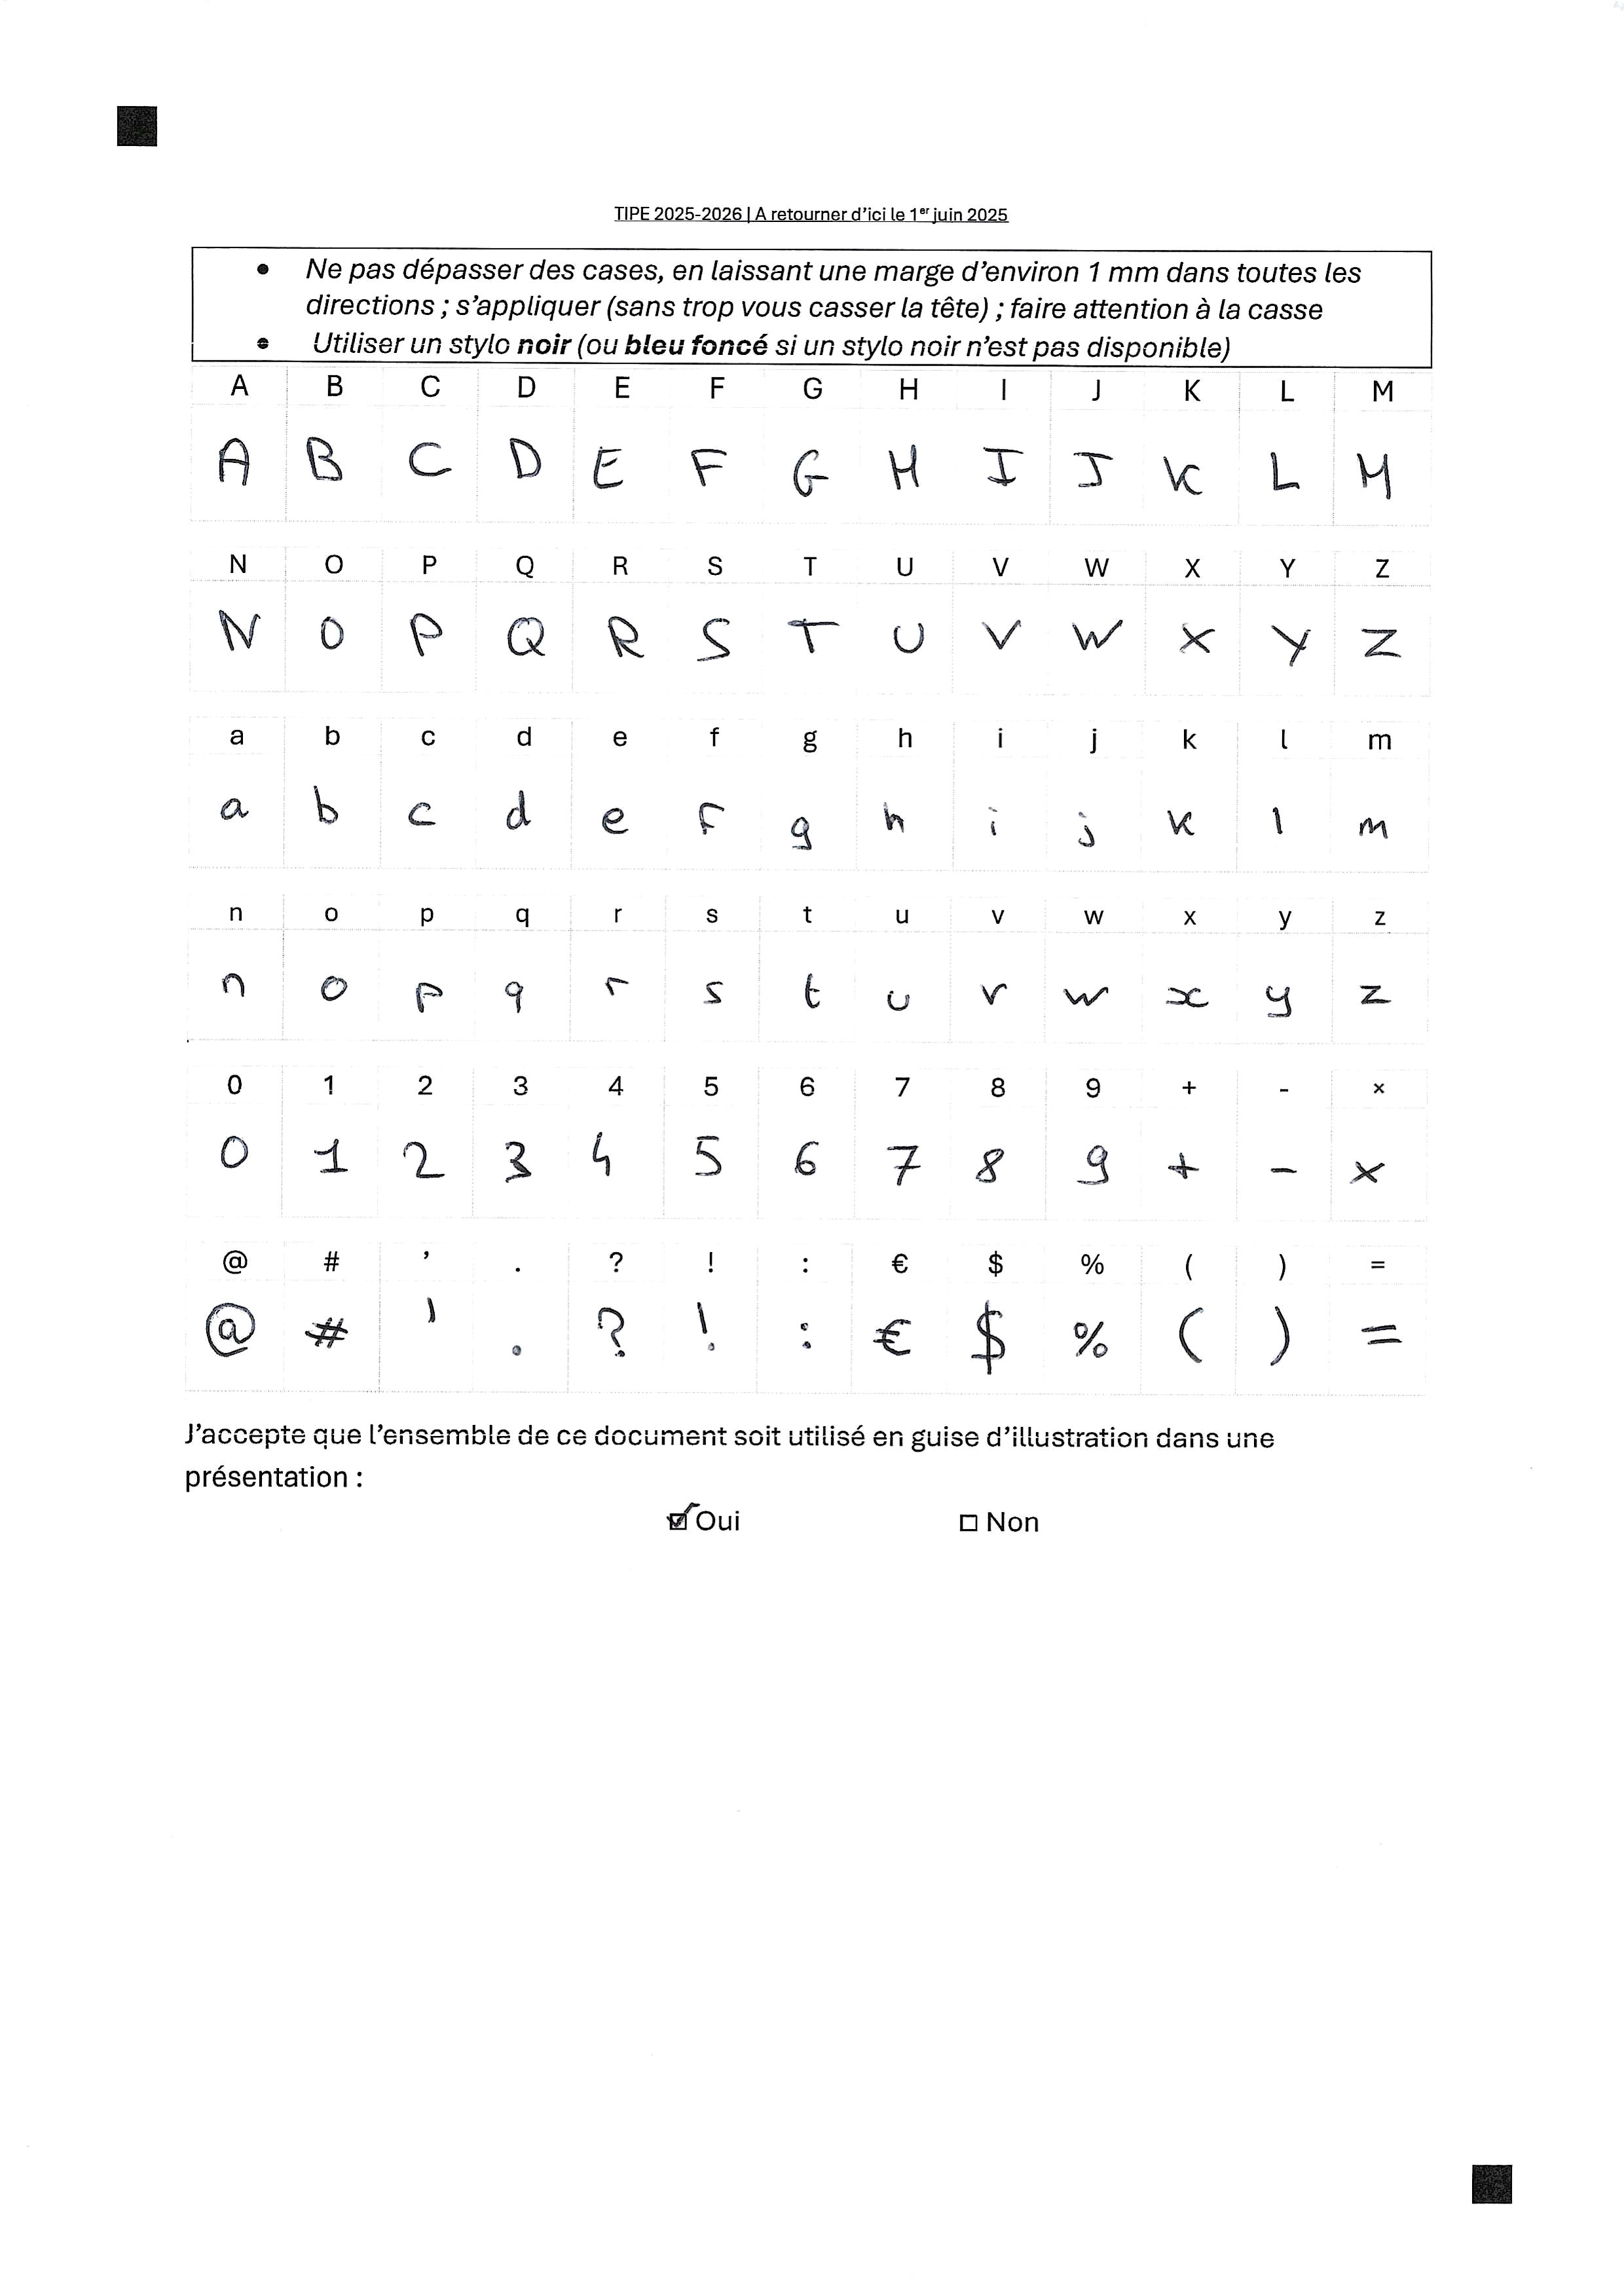 TIPE 2025-2026 | A retourner d'ici le 1er juin 2025
• Ne pas dépasser des cases, en laissant une marge d'environ 1 mm dans toutes les
directions ; s'appliquer (sans trop vous casser la tête) ; faire attention à la casse
• Utiliser un stylo noir (ou bleu foncé si un stylo noir n'est pas disponible)
A B C D E F G H I J K L M
A B C D E F G H I J K L M
N O P Q R S T U V W X Y Z
N O P Q R S T U V W X Y Z
a b c d e f g h i j k l m
a b c d e f g h i j k l m
n o p q r s t u v w x y z
n o p q r s t u v w x y z
0 1 2 3 4 5 6 7 8 9 + - ×
0 1 2 3 4 5 6 7 8 9 + - ×
@ # ’ . ? ! : € $ % ( ) =
@ # ' . ? ! : € $ % ( ) =
J'accepte que l'ensemble de ce document soit utilisé en guise d'illustration dans une
présentation :
☑ Oui ☐ Non